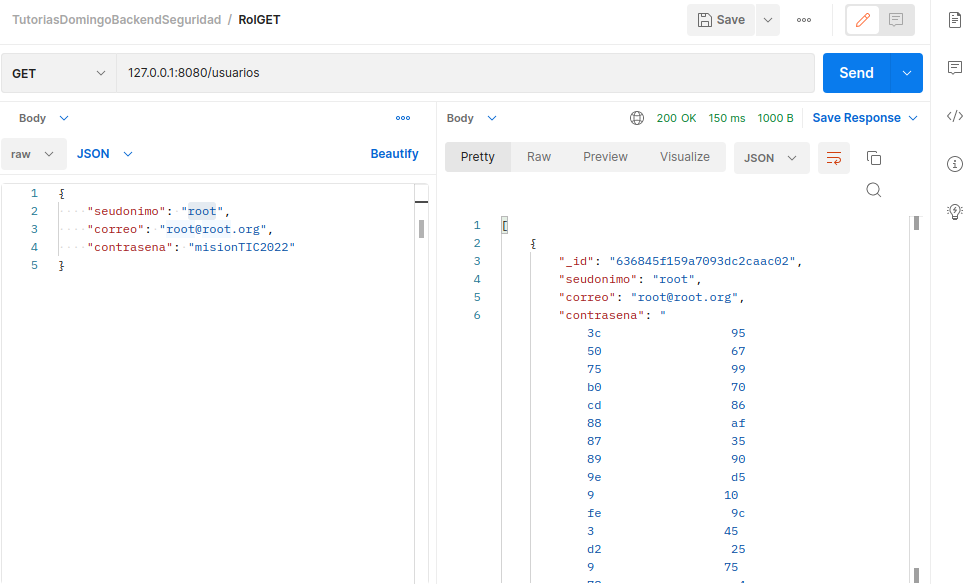 TutoriasDomingoBackendSeguridad / RolGET
Save
GET
127.0.0.1:8080/usuarios
Send
Body
raw
JSON
Beautify
1 {
2 "seudonimo": "root",
3 "correo": "root@root.org",
4 "contrasena": "misionTIC2022"
5 }
Body
200 OK 150 ms 1000 B Save Response
Pretty Raw Preview Visualize JSON
1 [
2 {
3 "_id": "636845f159a7093dc2caac02",
4 "seudonimo": "root",
5 "correo": "root@root.org",
6 "contrasena": "
3c 95
50 67
75 99
b0 70
cd 86
88 af
87 35
89 90
9e d5
9 10
fe 9c
3 45
d2 25
9 75